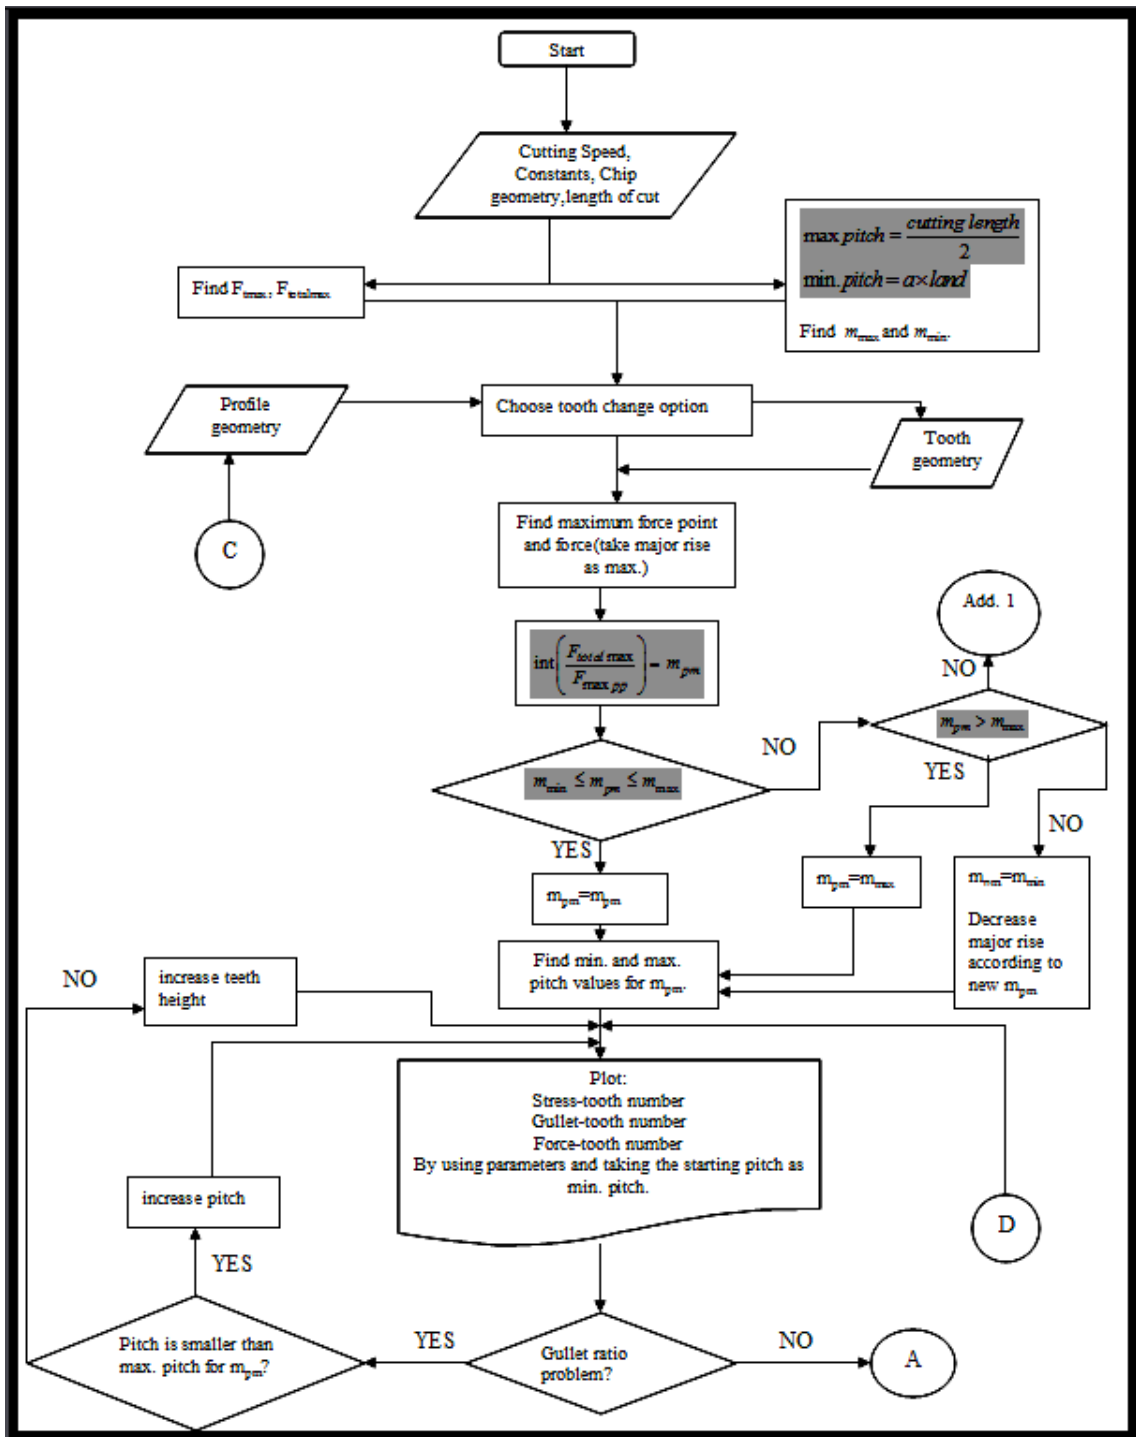 Start
Cutting Speed,
Constants, Chip
geometry,length of cut
max pitch = cutting length / 2
min. pitch = a × land
Find m_max and m_min.
Find F_tmax, F_totalmax
Profile
geometry
Choose tooth change option
Tooth
geometry
C
Find maximum force point
and force(take major rise
as max.)
Add. 1
int(F_total max / F_max pp) = m_pm
NO
m_pm > m_max
NO
YES
m_min ≤ m_pm ≤ m_max
NO
YES
m_pm=m_pm
m_pm=m_max
m_pm=m_min
Decrease
major rise
according to
new m_pm
Find min. and max.
pitch values for m_pm.
NO
increase teeth
height
Plot:
Stress-tooth number
Gullet-tooth number
Force-tooth number
By using parameters and taking the starting pitch as
min. pitch.
increase pitch
D
YES
Pitch is smaller than
max. pitch for m_pm?
YES
Gullet ratio
problem?
NO
A